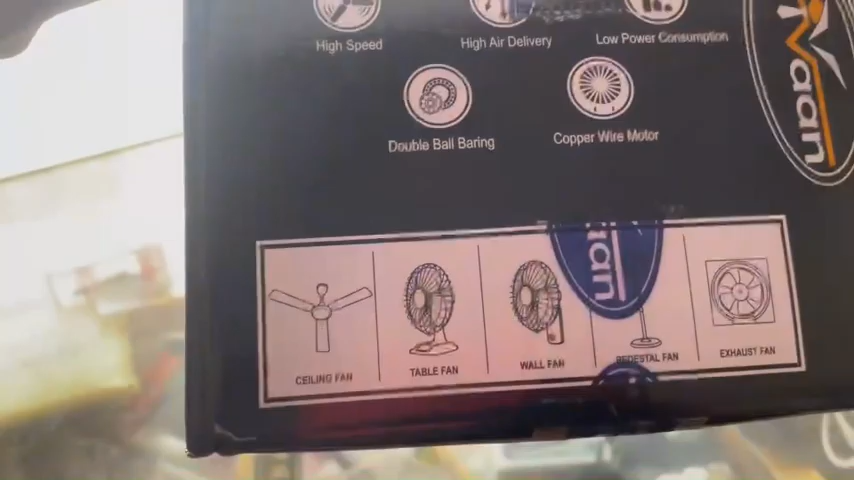 High Speed
High Air Delivery
Low Power Consumption
Double Ball Baring
Copper Wire Motor
CEILING FAN
TABLE FAN
WALL FAN
PEDESTAL FAN
EXHAUST FAN